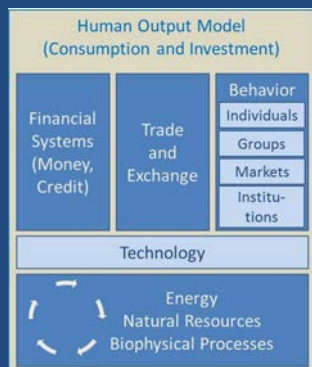 Human Output Model
(Consumption and Investment)
Financial
Systems
(Money,
Credit)
Trade
and
Exchange
Behavior
Individuals
Groups
Markets
Institu-
tions
Technology
Energy
Natural Resources
Biophysical Processes